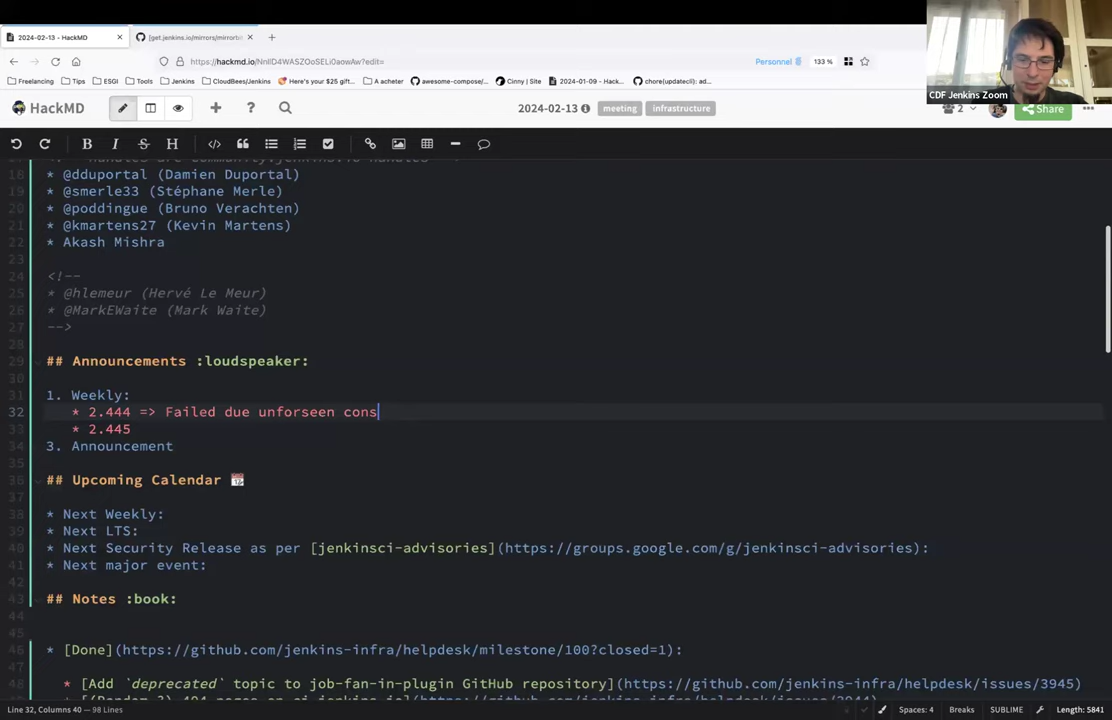 2024-02-13 - HackMD
[get.jenkins.io/mirrors/mirrorbi
https://hackmd.io/NnlID4WASZOoSELi0aowAw?edit=
Personnel
133 %
Freelancing
Tips
ESGI
Tools
Jenkins
CloudBees/Jenkins
Here's your $25 gift...
A acheter
awesome-compose/...
Cinny | Site
2024-01-09 - Hack...
chore(updatecli): ad...
CDF Jenkins Zoom
HackMD
2024-02-13
meeting
infrastructure
2
Share
18 * @dduportal (Damien Duportal)
19 * @smerle33 (Stéphane Merle)
20 * @poddingue (Bruno Verachten)
21 * @kmartens27 (Kevin Martens)
22 * Akash Mishra
23
24 <!--
25 * @hlemeur (Hervé Le Meur)
26 * @MarkEWaite (Mark Waite)
27 -->
28
29 ## Announcements :loudspeaker:
30
31 1. Weekly:
32 * 2.444 => Failed due unforseen cons
33 * 2.445
34 3. Announcement
35
36 ## Upcoming Calendar 📆
37
38 * Next Weekly:
39 * Next LTS:
40 * Next Security Release as per [jenkinsci-advisories](https://groups.google.com/g/jenkinsci-advisories):
41 * Next major event:
42
43 ## Notes :book:
44
45
46 * [Done](https://github.com/jenkins-infra/helpdesk/milestone/100?closed=1):
47
48 * [Add `deprecated` topic to job-fan-in-plugin GitHub repository](https://github.com/jenkins-infra/helpdesk/issues/3945)
Line 32, Columns 40 — 98 Lines
Spaces: 4
Breaks
SUBLIME
Length: 5841